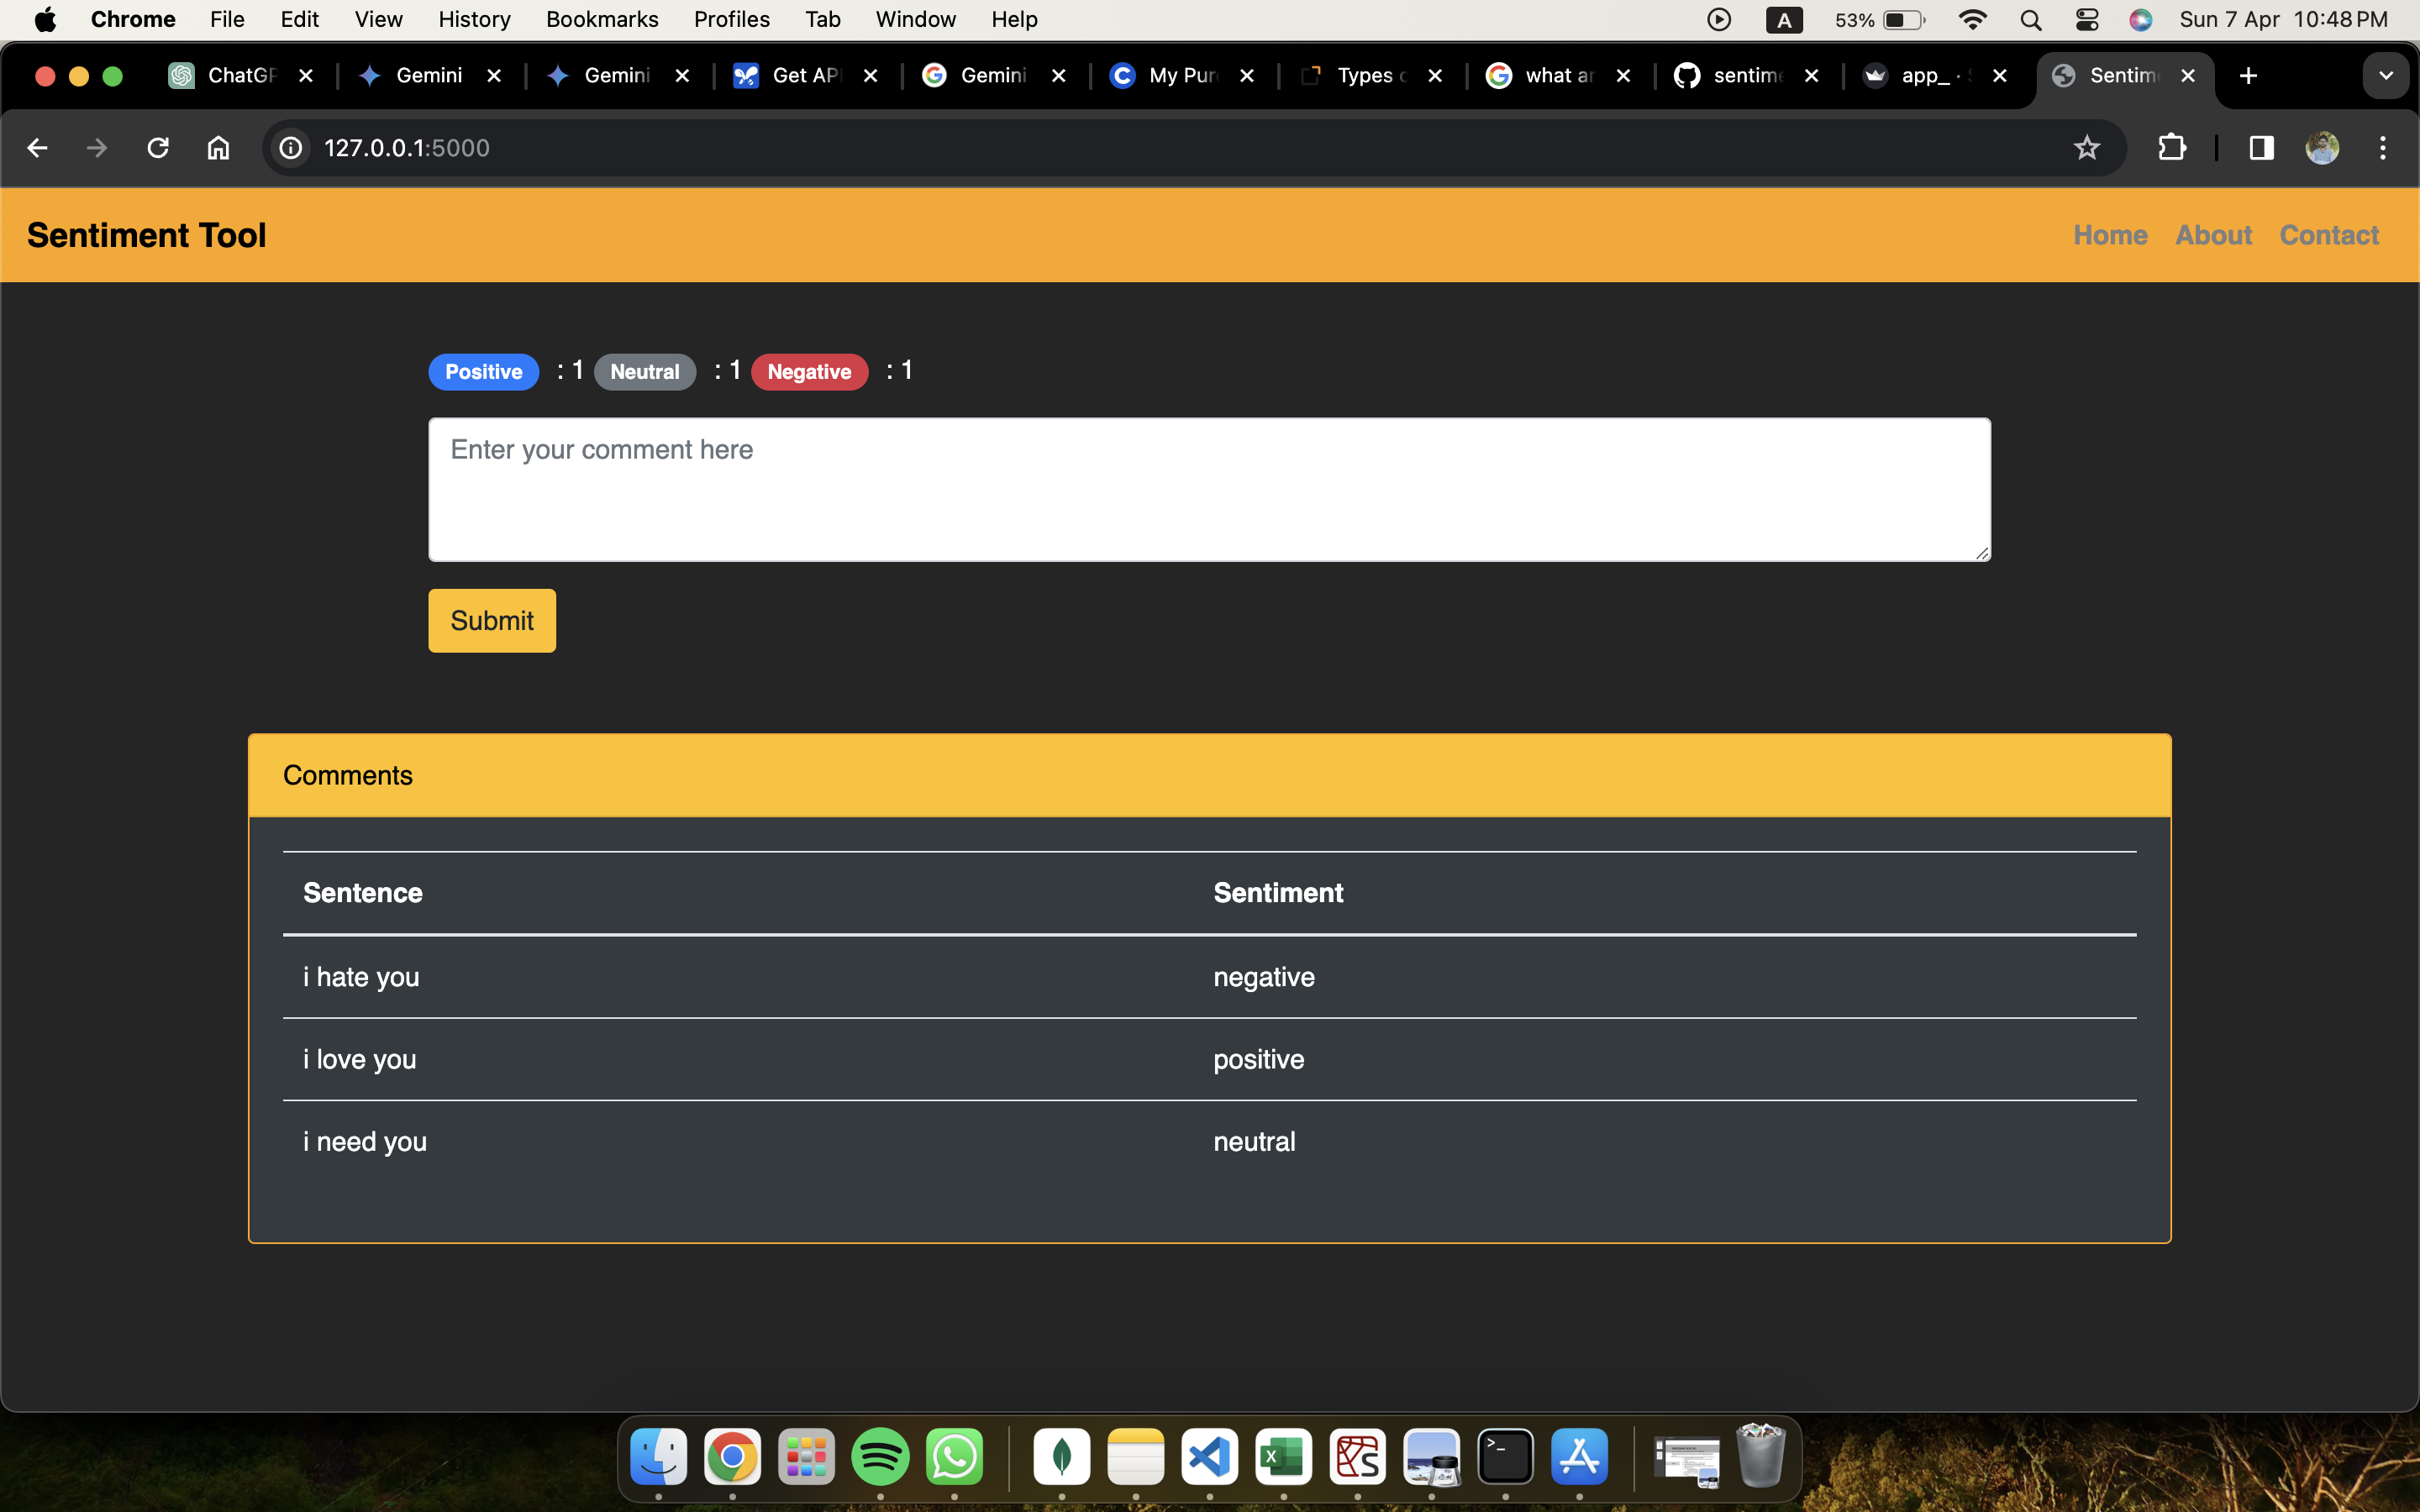 Chrome File Edit View History Bookmarks Profiles Tab Window Help A 53% Sun 7 Apr 10:48 PM
ChatGP Gemini Gemini Get AP Gemini My Pur Types what ar sentime app_ · Sentim
127.0.0.1:5000
Sentiment Tool Home About Contact
Positive : 1 Neutral : 1 Negative : 1
Enter your comment here
Submit
Comments
Sentence Sentiment
i hate you negative
i love you positive
i need you neutral